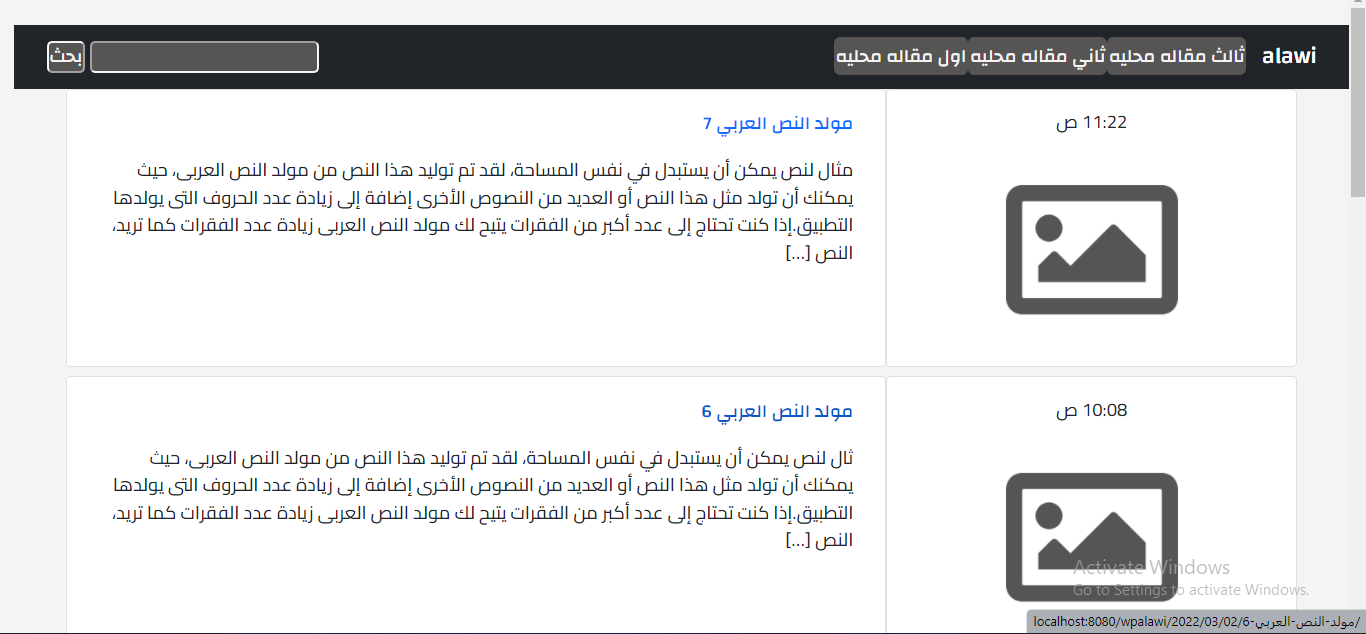 alawi
ثالث مقاله محليه ثاني مقاله محليه اول مقاله محليه
بحث
11:22 ص
مولد النص العربي 7
مثال لنص يمكن أن يستبدل في نفس المساحة، لقد تم توليد هذا النص من مولد النص العربى، حيث
يمكنك أن تولد مثل هذا النص أو العديد من النصوص الأخرى إضافة إلى زيادة عدد الحروف التى يولدها
التطبيق.إذا كنت تحتاج إلى عدد أكبر من الفقرات يتيح لك مولد النص العربى زيادة عدد الفقرات كما تريد،
النص […]
10:08 ص
مولد النص العربي 6
ثال لنص يمكن أن يستبدل في نفس المساحة، لقد تم توليد هذا النص من مولد النص العربى، حيث
يمكنك أن تولد مثل هذا النص أو العديد من النصوص الأخرى إضافة إلى زيادة عدد الحروف التى يولدها
التطبيق.إذا كنت تحتاج إلى عدد أكبر من الفقرات يتيح لك مولد النص العربى زيادة عدد الفقرات كما تريد،
النص […]
Activate Windows
Go to Settings to activate Windows.
localhost:8080/wpalawi/2022/03/02/مولد-النص-العربي-6/